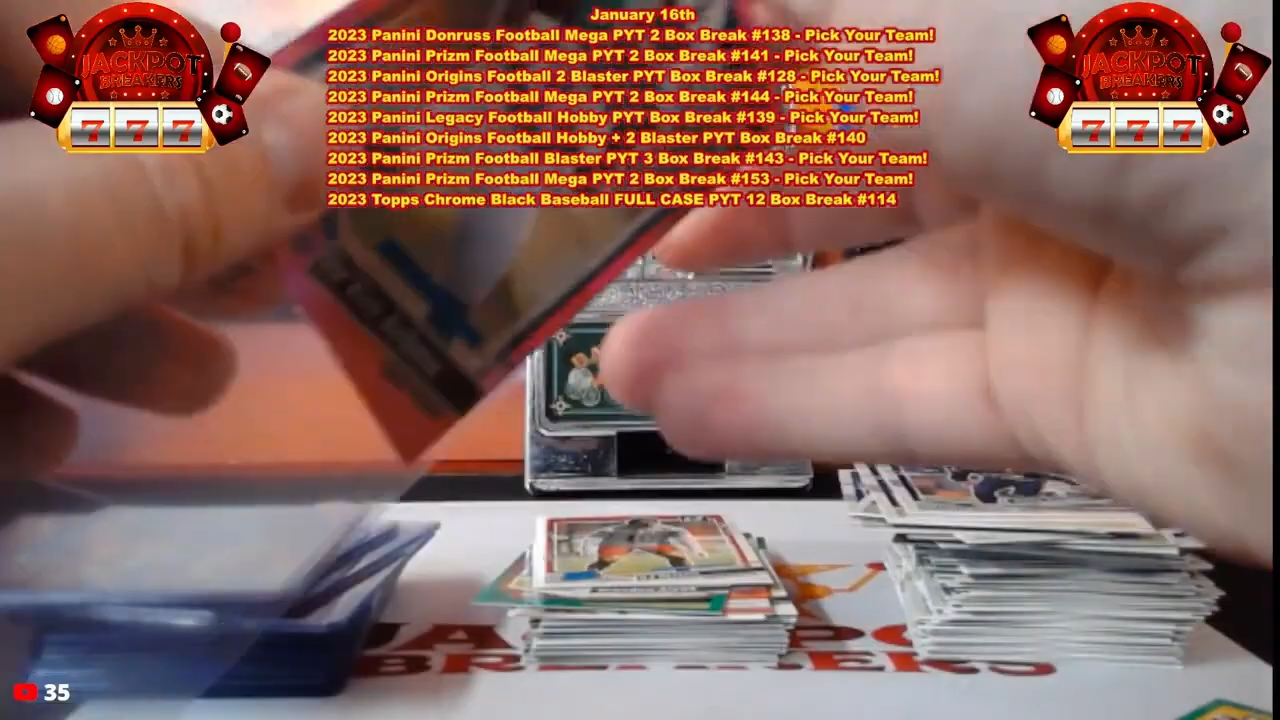 January 16th
2023 Panini Donruss Football Mega PYT 2 Box Break #138 - Pick Your Team!
2023 Panini Prizm Football Mega PYT 2 Box Break #141 - Pick Your Team!
2023 Panini Origins Football 2 Blaster PYT Box Break #128 - Pick Your Team!
2023 Panini Prizm Football Mega PYT 2 Box Break #144 - Pick Your Team!
2023 Panini Legacy Football Hobby PYT Box Break #139 - Pick Your Team!
2023 Panini Origins Football Hobby + 2 Blaster PYT Box Break #140
2023 Panini Prizm Football Blaster PYT 3 Box Break #143 - Pick Your Team!
2023 Panini Prizm Football Mega PYT 2 Box Break #153 - Pick Your Team!
2023 Topps Chrome Black Baseball FULL CASE PYT 12 Box Break #114
JACKPOT
BREAKERS
7 7 7
JACKPOT
BREAKERS
7 7 7
35